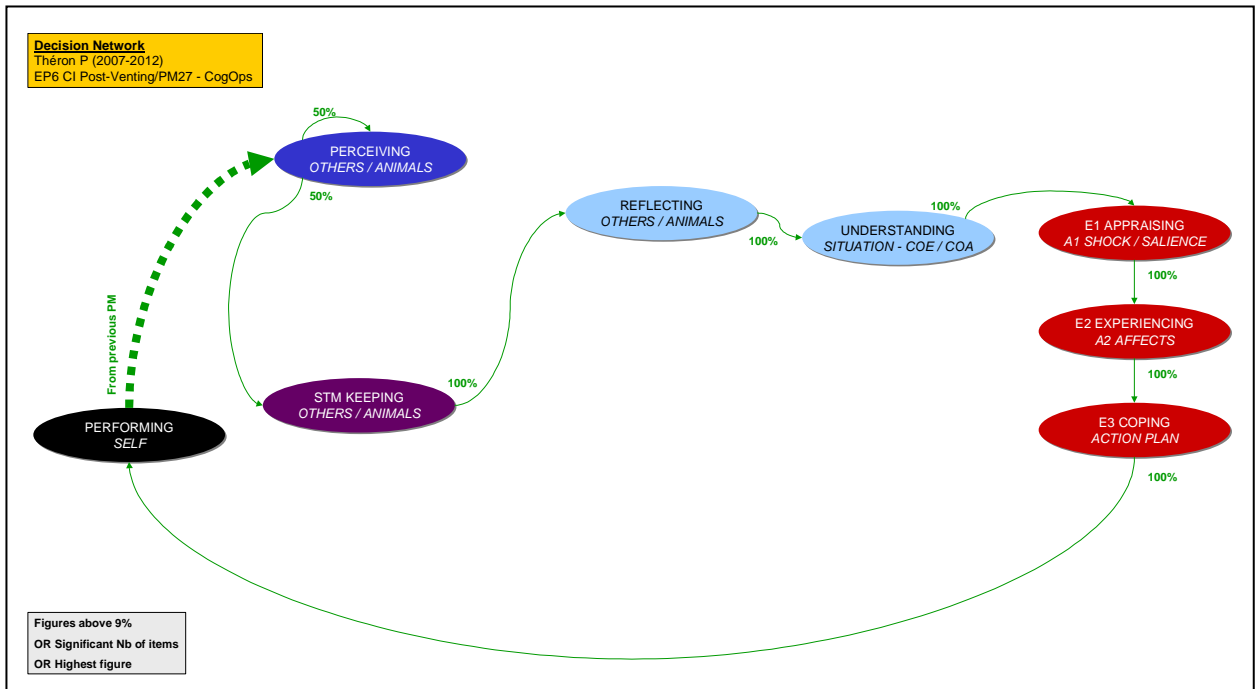 Decision Network
Théron P (2007-2012)
EP6 CI Post-Venting/PM27 - CogOps
50%
PERCEIVING
OTHERS / ANIMALS
50%
REFLECTING
OTHERS / ANIMALS
100%
UNDERSTANDING
SITUATION - COE / COA
100%
E1 APPRAISING
A1 SHOCK / SALIENCE
100%
E2 EXPERIENCING
A2 AFFECTS
100%
E3 COPING
ACTION PLAN
100%
From previous PM
STM KEEPING
OTHERS / ANIMALS
100%
PERFORMING
SELF
Figures above 9%
OR Significant Nb of items
OR Highest figure